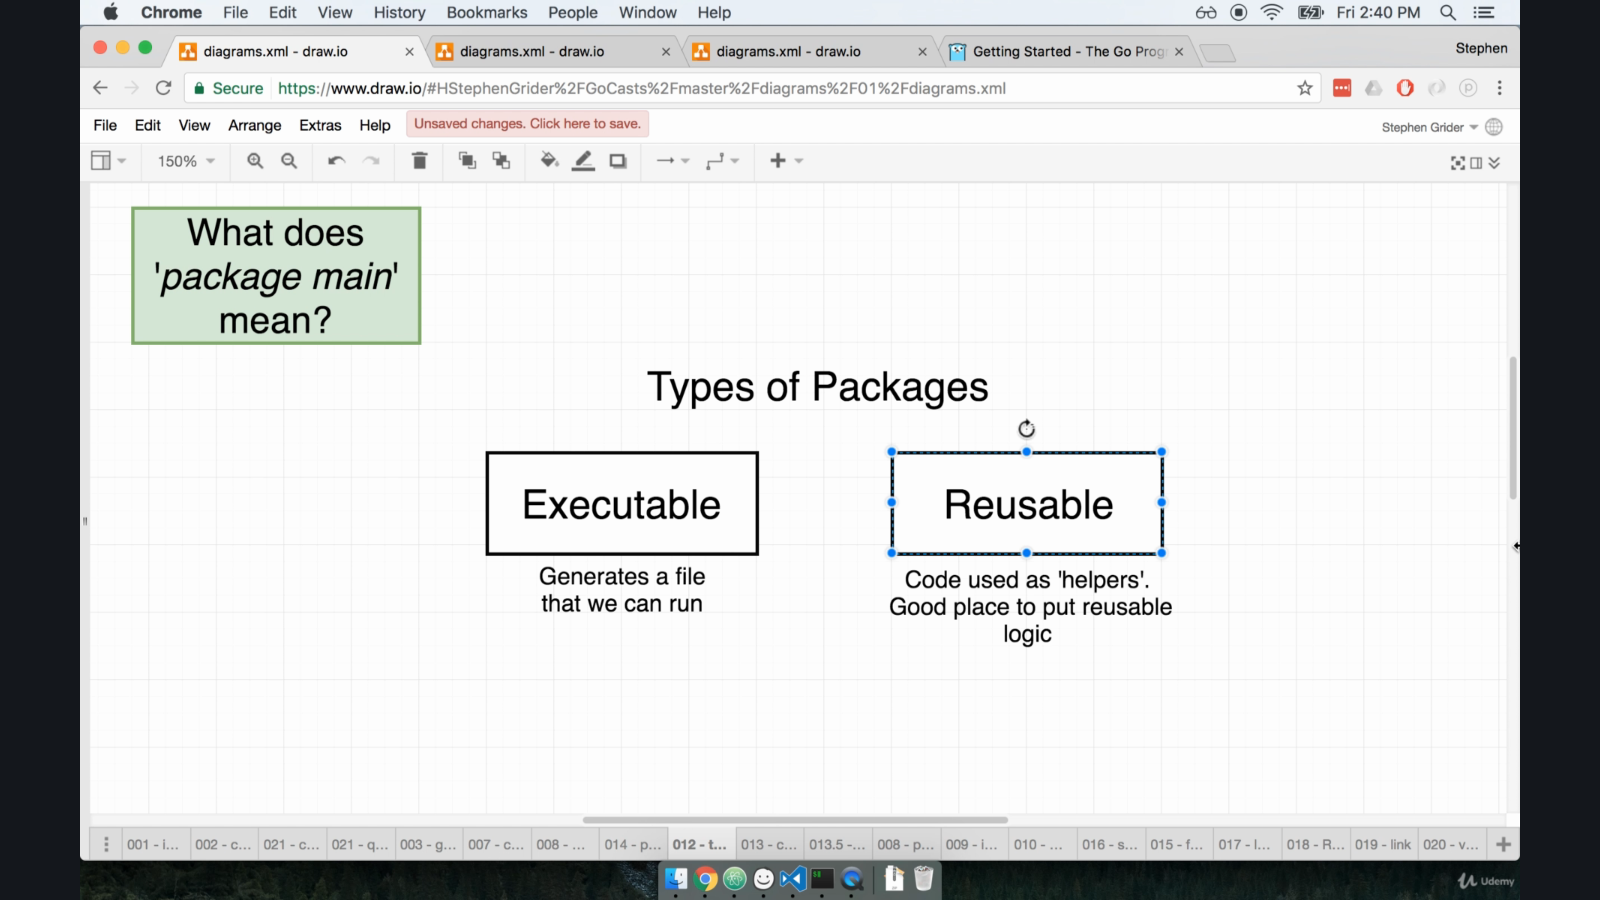 Chrome File Edit View History Bookmarks People Window Help Fri 2:40 PM
diagrams.xml - draw.io diagrams.xml - draw.io diagrams.xml - draw.io Getting Started - The Go Prog Stephen
Secure https://www.draw.io/#HStephenGrider%2FGoCasts%2Fmaster%2Fdiagrams%2F01%2Fdiagrams.xml
File Edit View Arrange Extras Help Unsaved changes. Click here to save. Stephen Grider
150%
What does
'package main'
mean?
Types of Packages
Executable
Reusable
Generates a file
that we can run
Code used as 'helpers'.
Good place to put reusable
logic
001 - i... 002 - c... 021 - c... 021 - q... 003 - g... 007 - c... 008 - ... 014 - p... 012 - t... 013 - c... 013.5 -... 008 - p... 009 - i... 010 - ... 016 - s... 015 - f... 017 - l... 018 - R... 019 - link 020 - v...
Udemy